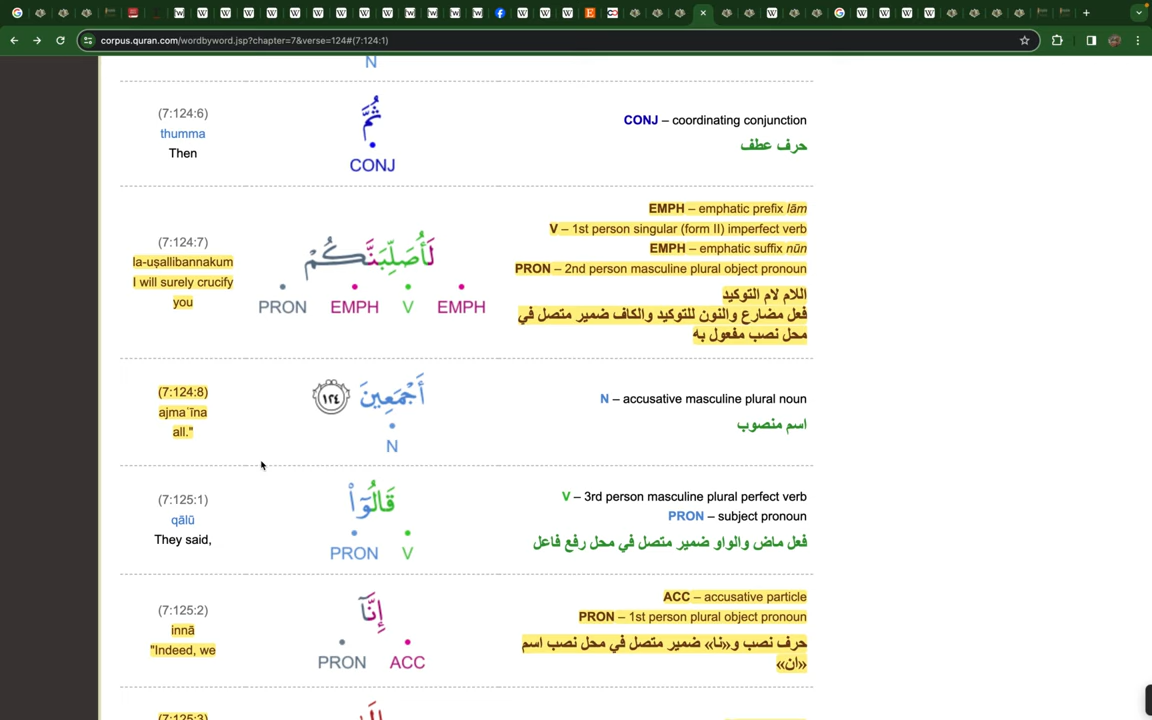 corpus.quran.com/wordbyword.jsp?chapter=7&verse=124#(7:124:1)
N
(7:124:6)
thumma
Then
ثُمَّ
CONJ
CONJ – coordinating conjunction
حرف عطف
(7:124:7)
la-uṣallibannakum
I will surely crucify
you
لَأُصَلِّبَنَّكُمْ
PRON EMPH V EMPH
EMPH – emphatic prefix lām
V – 1st person singular (form II) imperfect verb
EMPH – emphatic suffix nūn
PRON – 2nd person masculine plural object pronoun
اللام لام التوكيد
فعل مضارع والنون للتوكيد والكاف ضمير متصل في
محل نصب مفعول به
(7:124:8)
ajmaʿīna
all."
أَجْمَعِينَ ١٢٤
N
N – accusative masculine plural noun
اسم منصوب
(7:125:1)
qālū
They said,
قَالُوٓا۟
PRON V
V – 3rd person masculine plural perfect verb
PRON – subject pronoun
فعل ماض والواو ضمير متصل في محل رفع فاعل
(7:125:2)
innā
"Indeed, we
إِنَّآ
PRON ACC
ACC – accusative particle
PRON – 1st person plural object pronoun
حرف نصب و«نا» ضمير متصل في محل نصب اسم
«ان»
(7:125:3)